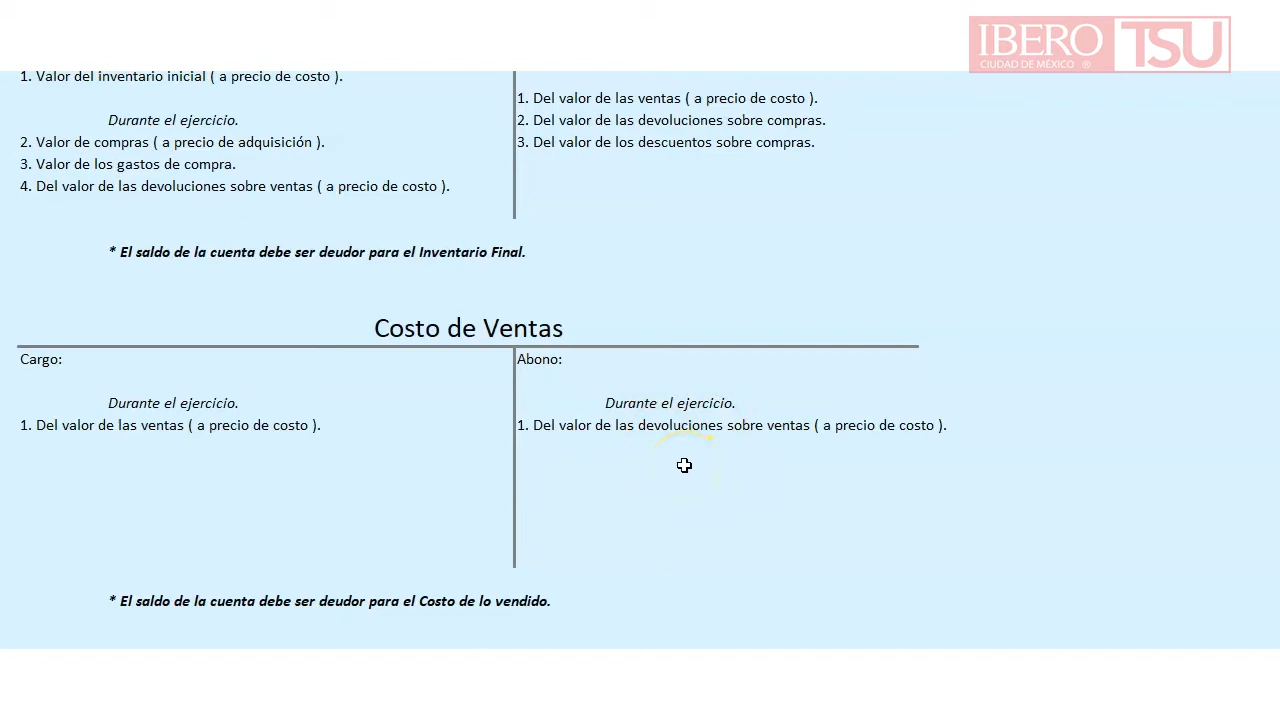 IBERO TSU
CIUDAD DE MÉXICO ®
1. Valor del inventario inicial ( a precio de costo ).
Durante el ejercicio.
2. Valor de compras ( a precio de adquisición ).
3. Valor de los gastos de compra.
4. Del valor de las devoluciones sobre ventas ( a precio de costo ).
1. Del valor de las ventas ( a precio de costo ).
2. Del valor de las devoluciones sobre compras.
3. Del valor de los descuentos sobre compras.
* El saldo de la cuenta debe ser deudor para el Inventario Final.
Costo de Ventas
Cargo:
Durante el ejercicio.
1. Del valor de las ventas ( a precio de costo ).
Abono:
Durante el ejercicio.
1. Del valor de las devoluciones sobre ventas ( a precio de costo ).
* El saldo de la cuenta debe ser deudor para el Costo de lo vendido.